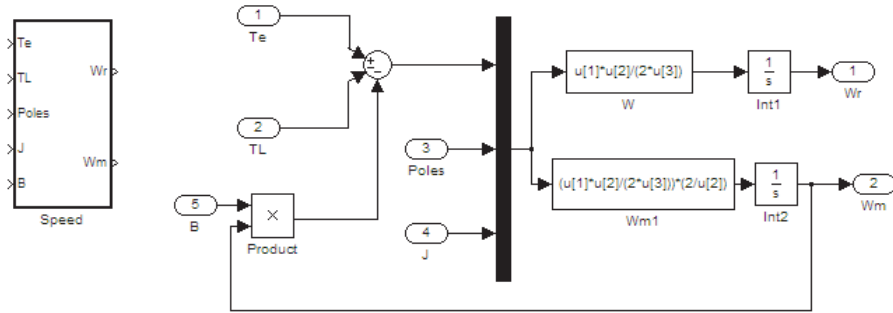 Te
TL
Poles
J
B
Wr
Wm
Speed
1
Te
2
TL
5
B
×
Product
3
Poles
4
J
u[1]*u[2]/(2*u[3])
W
1
s
Int1
1
Wr
(u[1]*u[2]/(2*u[3]))*(2/u[2])
Wm1
1
s
Int2
2
Wm